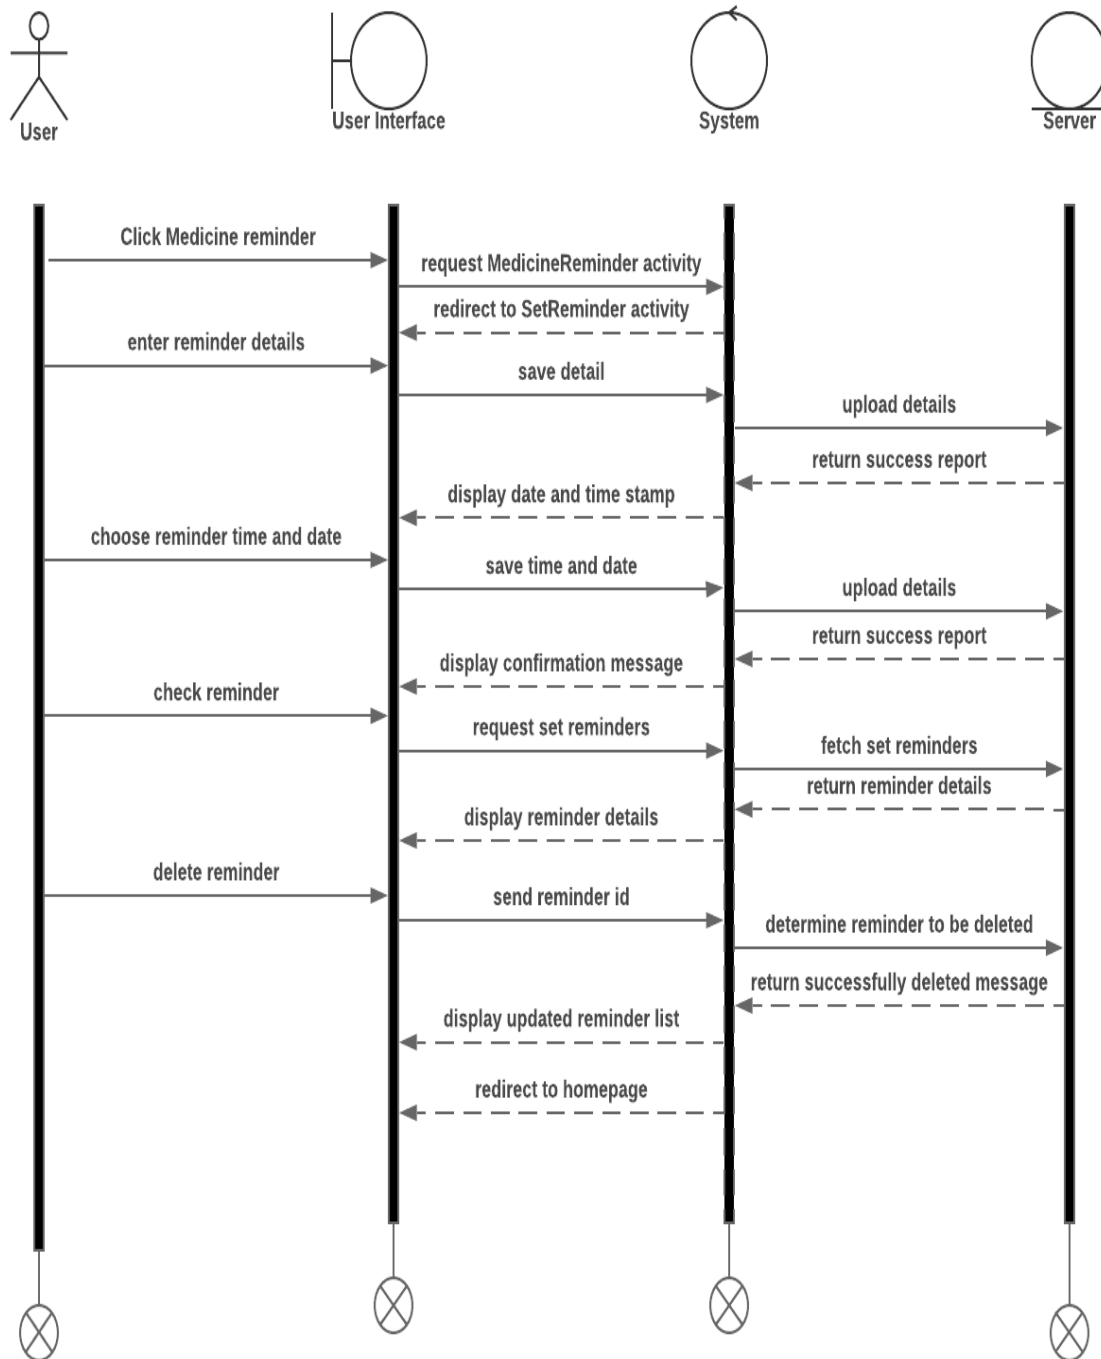 User
User Interface
System
Server
Click Medicine reminder
request MedicineReminder activity
redirect to SetReminder activity
enter reminder details
save detail
upload details
return success report
display date and time stamp
choose reminder time and date
save time and date
upload details
return success report
display confirmation message
check reminder
request set reminders
fetch set reminders
return reminder details
display reminder details
delete reminder
send reminder id
determine reminder to be deleted
return successfully deleted message
display updated reminder list
redirect to homepage